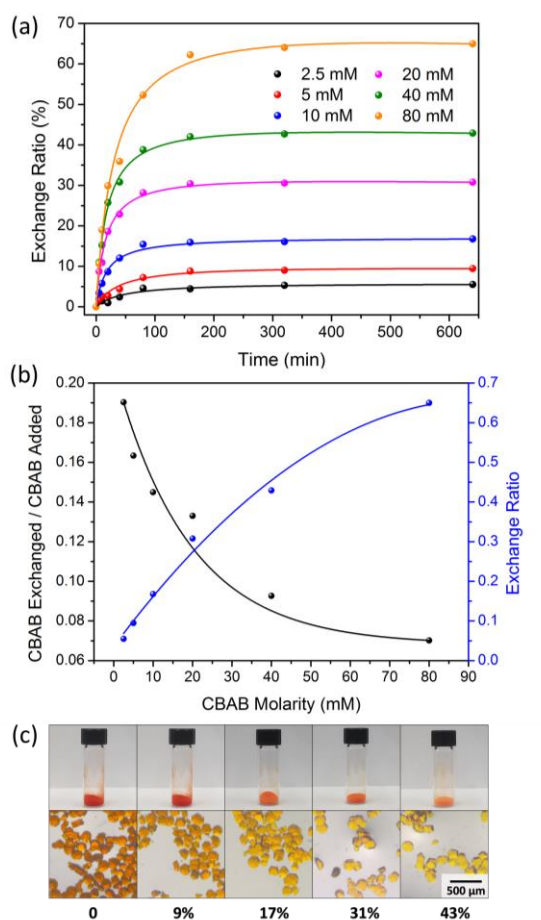 (a)
70
60
50
40
30
20
10
0
Exchange Ratio (%)
2.5 mM
5 mM
10 mM
20 mM
40 mM
80 mM
0 100 200 300 400 500 600
Time (min)
(b)
0.20
0.18
0.16
0.14
0.12
0.10
0.08
0.06
CBAB Exchanged / CBAB Added
0.7
0.6
0.5
0.4
0.3
0.2
0.1
0.0
Exchange Ratio
0 10 20 30 40 50 60 70 80 90
CBAB Molarity (mM)
(c)
500 μm
0 9% 17% 31% 43%